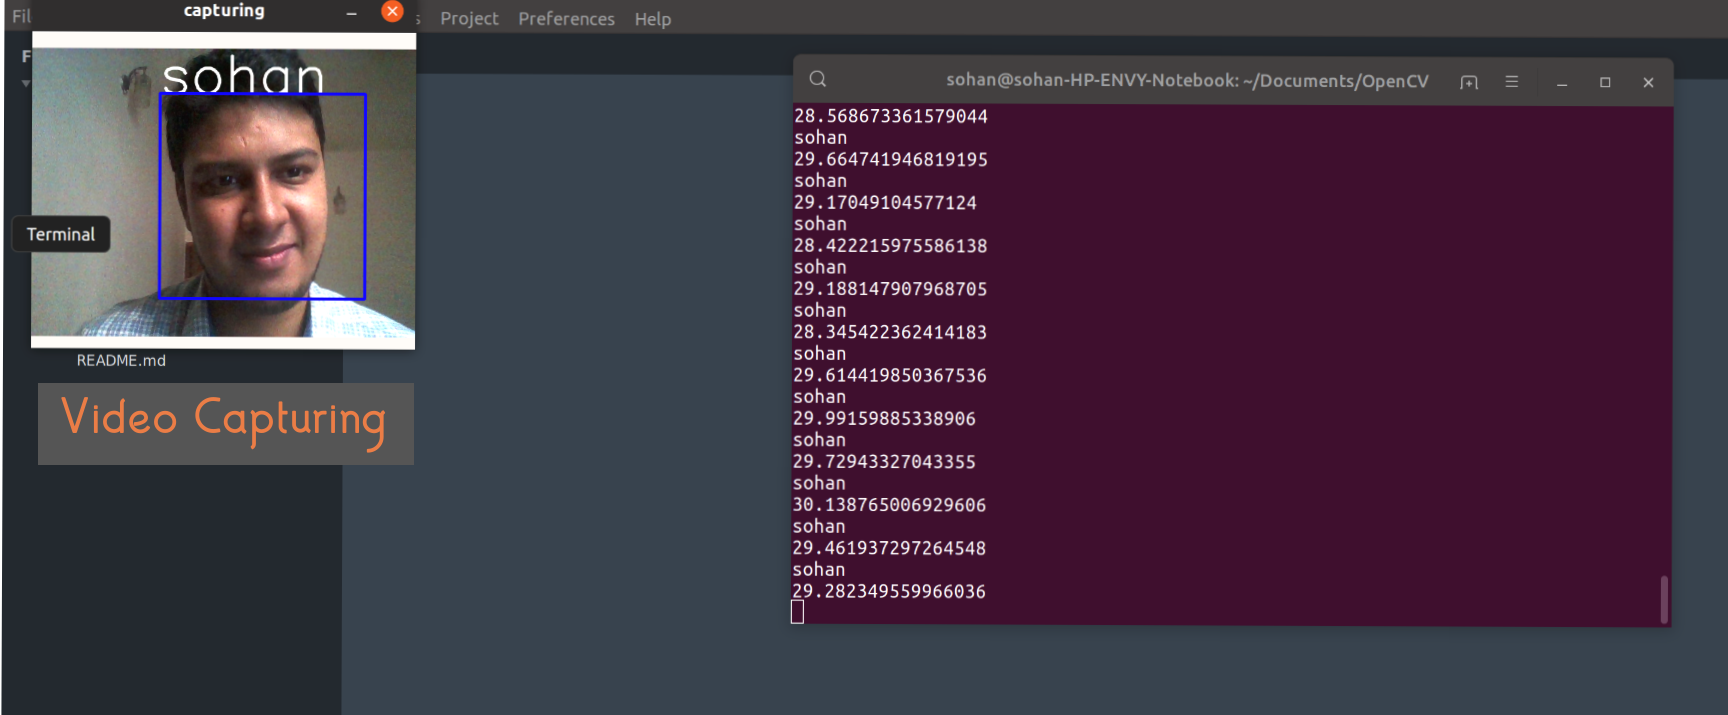 capturing
Fil
s Project Preferences Help
F
sohan
Terminal
README.md
Video Capturing
sohan@sohan-HP-ENVY-Notebook: ~/Documents/OpenCV
28.568673361579044
sohan
29.664741946819195
sohan
29.17049104577124
sohan
28.422215975586138
sohan
29.188147907968705
sohan
28.345422362414183
sohan
29.614419850367536
sohan
29.99159885338906
sohan
29.72943327043355
sohan
30.138765006929606
sohan
29.461937297264548
sohan
29.282349559966036